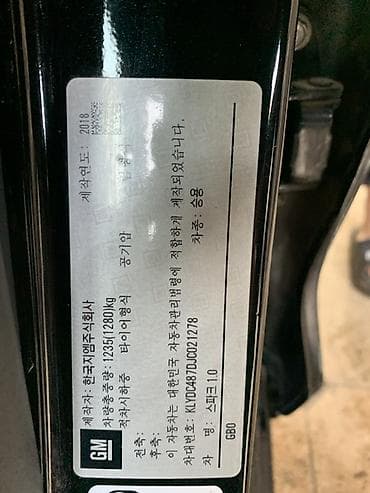 GM
제작자: 한국지엠주식회사 제작연도: 2018
차량총중량: 1235(1280)kg
적차시하중 타이어형식 공기압
전축:
후축:
이 자동차는 대한민국 자동차관리법령에 적합하게 제작되었습니다.
KLYDC487DJC021278 차종: 승용
차 명: 스파크 1.0
GB0